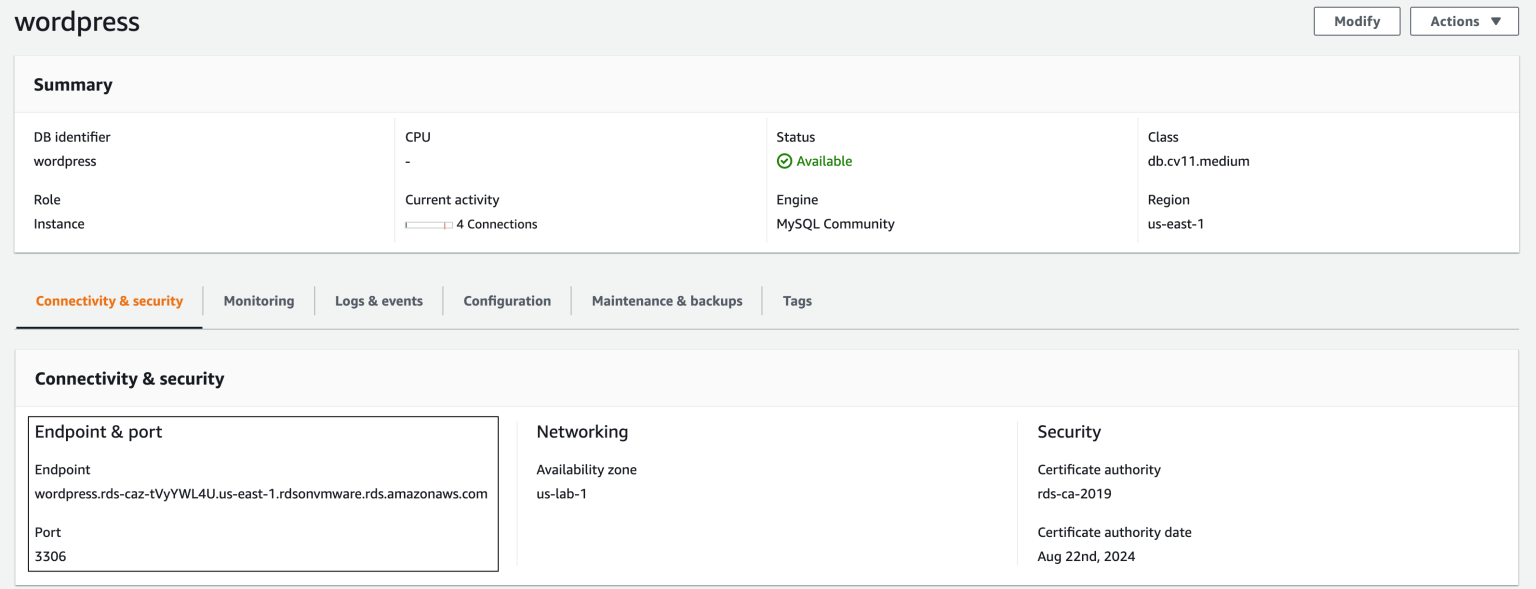 wordpress
Modify
Actions
Summary
DB identifier
wordpress
CPU
-
Status
Available
Class
db.cv11.medium
Role
Instance
Current activity
4 Connections
Engine
MySQL Community
Region
us-east-1
Connectivity & security
Monitoring
Logs & events
Configuration
Maintenance & backups
Tags
Connectivity & security
Endpoint & port
Endpoint
wordpress.rds-caz-tVyYWL4U.us-east-1.rdsonvmware.rds.amazonaws.com
Port
3306
Networking
Availability zone
us-lab-1
Security
Certificate authority
rds-ca-2019
Certificate authority date
Aug 22nd, 2024